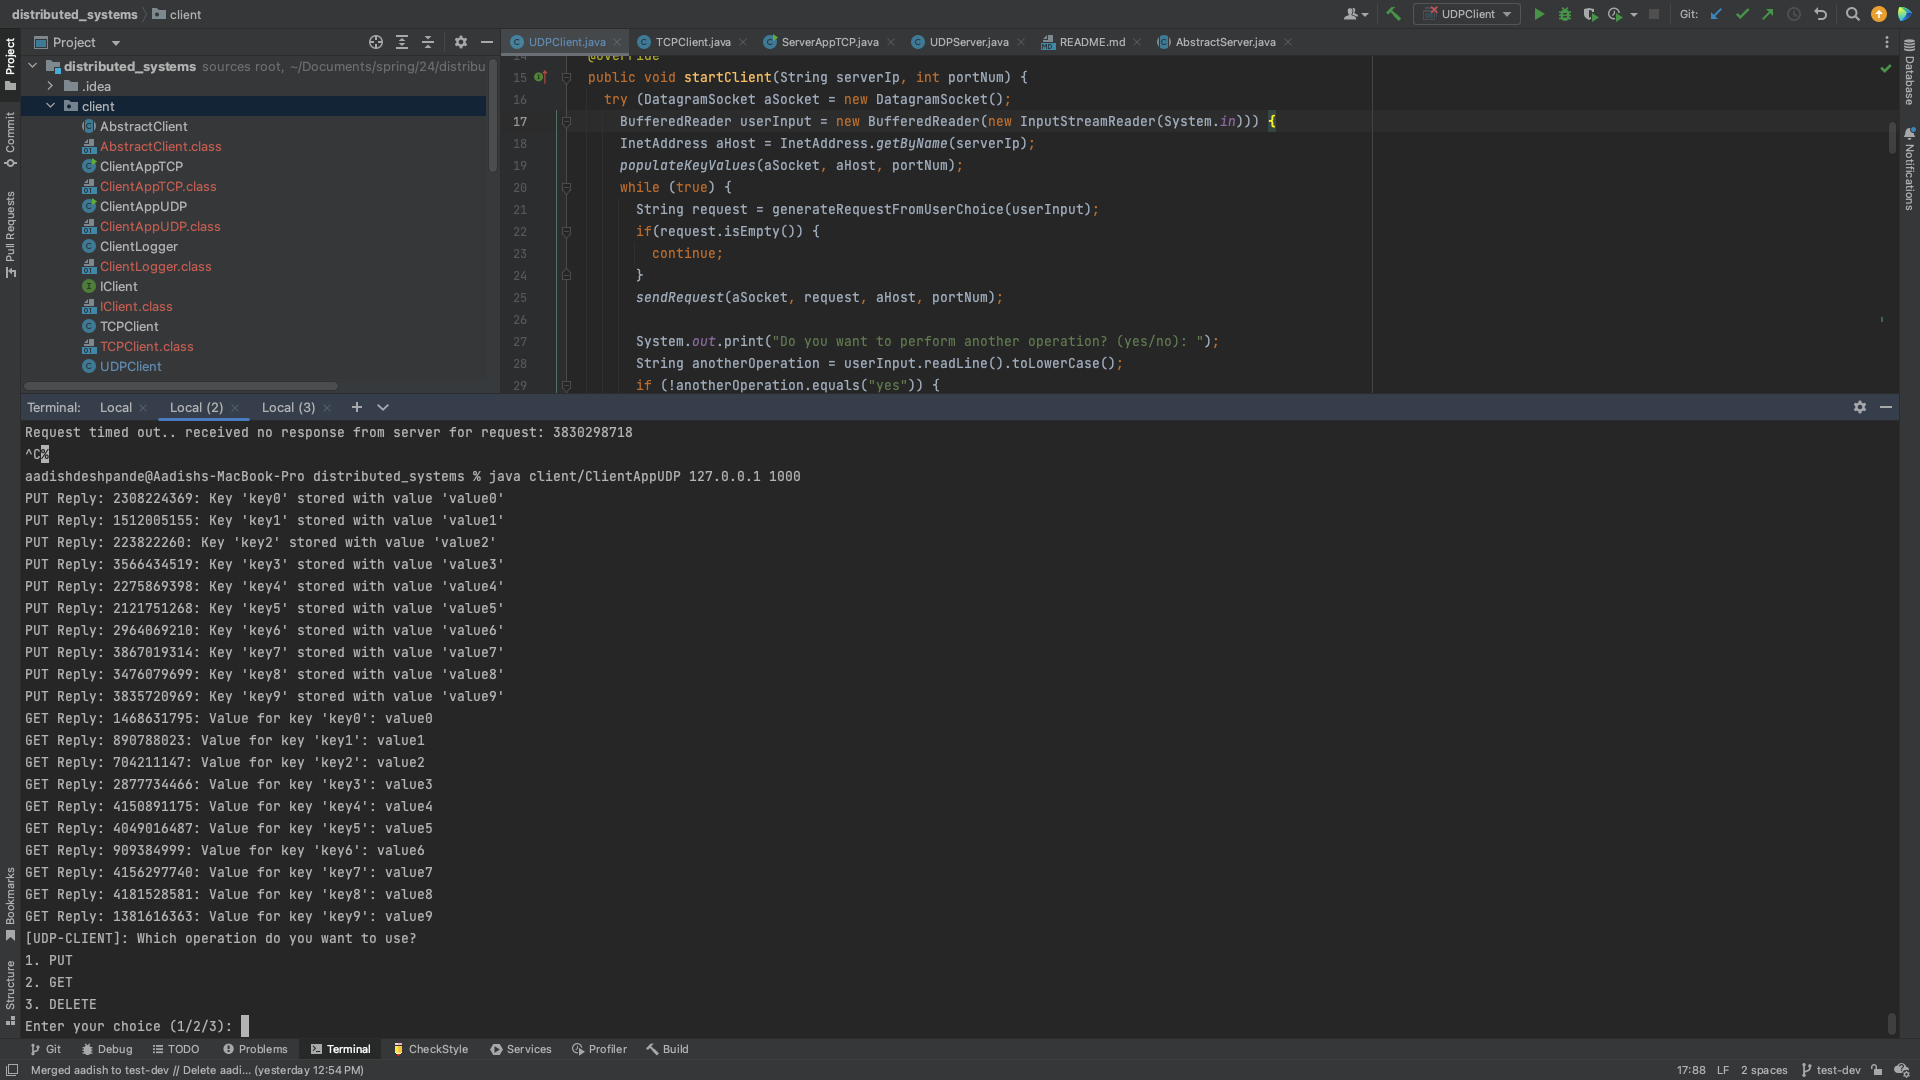 distributed_systems client
UDPClient
Git:
Project
UDPClient.java
TCPClient.java
ServerAppTCP.java
UDPServer.java
README.md
AbstractServer.java
Project
Commit
Pull Requests
Bookmarks
Structure
Database
Notifications
distributed_systems sources root, ~/Documents/spring/24/distribu
.idea
client
AbstractClient
AbstractClient.class
ClientAppTCP
ClientAppTCP.class
ClientAppUDP
ClientAppUDP.class
ClientLogger
ClientLogger.class
IClient
IClient.class
TCPClient
TCPClient.class
UDPClient
14 @Override
15 public void startClient(String serverIp, int portNum) {
16 try (DatagramSocket aSocket = new DatagramSocket();
17 BufferedReader userInput = new BufferedReader(new InputStreamReader(System.in))) {
18 InetAddress aHost = InetAddress.getByName(serverIp);
19 populateKeyValues(aSocket, aHost, portNum);
20 while (true) {
21 String request = generateRequestFromUserChoice(userInput);
22 if(request.isEmpty()) {
23 continue;
24 }
25 sendRequest(aSocket, request, aHost, portNum);
26
27 System.out.print("Do you want to perform another operation? (yes/no): ");
28 String anotherOperation = userInput.readLine().toLowerCase();
29 if (!anotherOperation.equals("yes")) {
Terminal: Local Local (2) Local (3)
Request timed out.. received no response from server for request: 3830298718
^C%
aadishdeshpande@Aadishs-MacBook-Pro distributed_systems % java client/ClientAppUDP 127.0.0.1 1000
PUT Reply: 2308224369: Key 'key0' stored with value 'value0'
PUT Reply: 1512005155: Key 'key1' stored with value 'value1'
PUT Reply: 223822260: Key 'key2' stored with value 'value2'
PUT Reply: 3566434519: Key 'key3' stored with value 'value3'
PUT Reply: 2275869398: Key 'key4' stored with value 'value4'
PUT Reply: 2121751268: Key 'key5' stored with value 'value5'
PUT Reply: 2964069210: Key 'key6' stored with value 'value6'
PUT Reply: 3867019314: Key 'key7' stored with value 'value7'
PUT Reply: 3476079699: Key 'key8' stored with value 'value8'
PUT Reply: 3835720969: Key 'key9' stored with value 'value9'
GET Reply: 1468631795: Value for key 'key0': value0
GET Reply: 890788023: Value for key 'key1': value1
GET Reply: 704211147: Value for key 'key2': value2
GET Reply: 2877734466: Value for key 'key3': value3
GET Reply: 4150891175: Value for key 'key4': value4
GET Reply: 4049016487: Value for key 'key5': value5
GET Reply: 909384999: Value for key 'key6': value6
GET Reply: 4156297740: Value for key 'key7': value7
GET Reply: 4181528581: Value for key 'key8': value8
GET Reply: 1381616363: Value for key 'key9': value9
[UDP-CLIENT]: Which operation do you want to use?
1. PUT
2. GET
3. DELETE
Enter your choice (1/2/3):
Git Debug TODO Problems Terminal CheckStyle Services Profiler Build
Merged aadish to test-dev // Delete aadi... (yesterday 12:54 PM)
17:88 LF 2 spaces test-dev